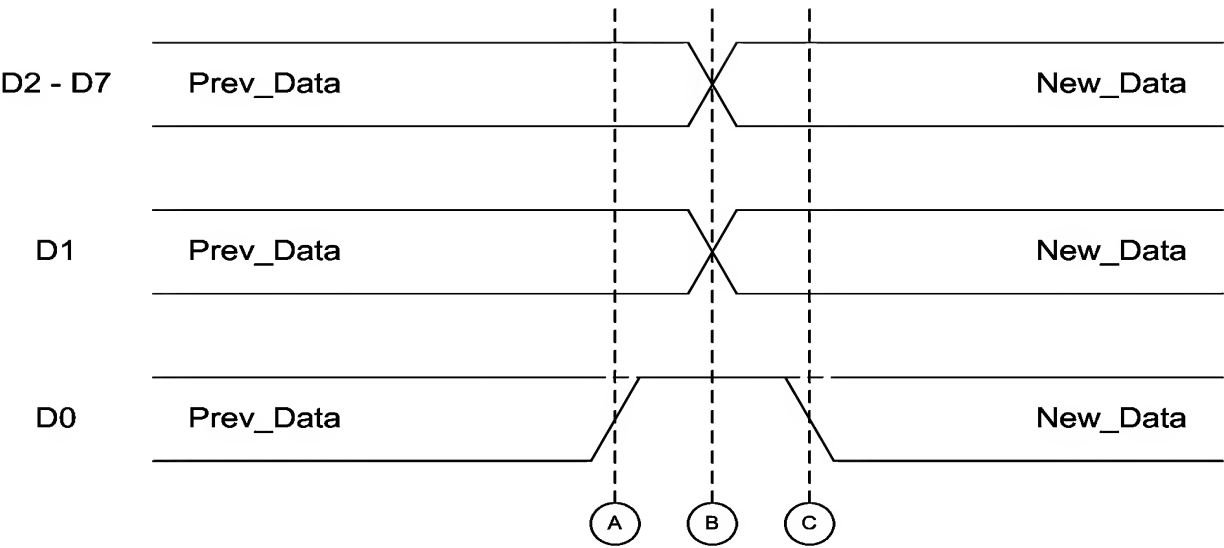 D2 - D7 Prev_Data New_Data
D1 Prev_Data New_Data
D0 Prev_Data New_Data
A B C